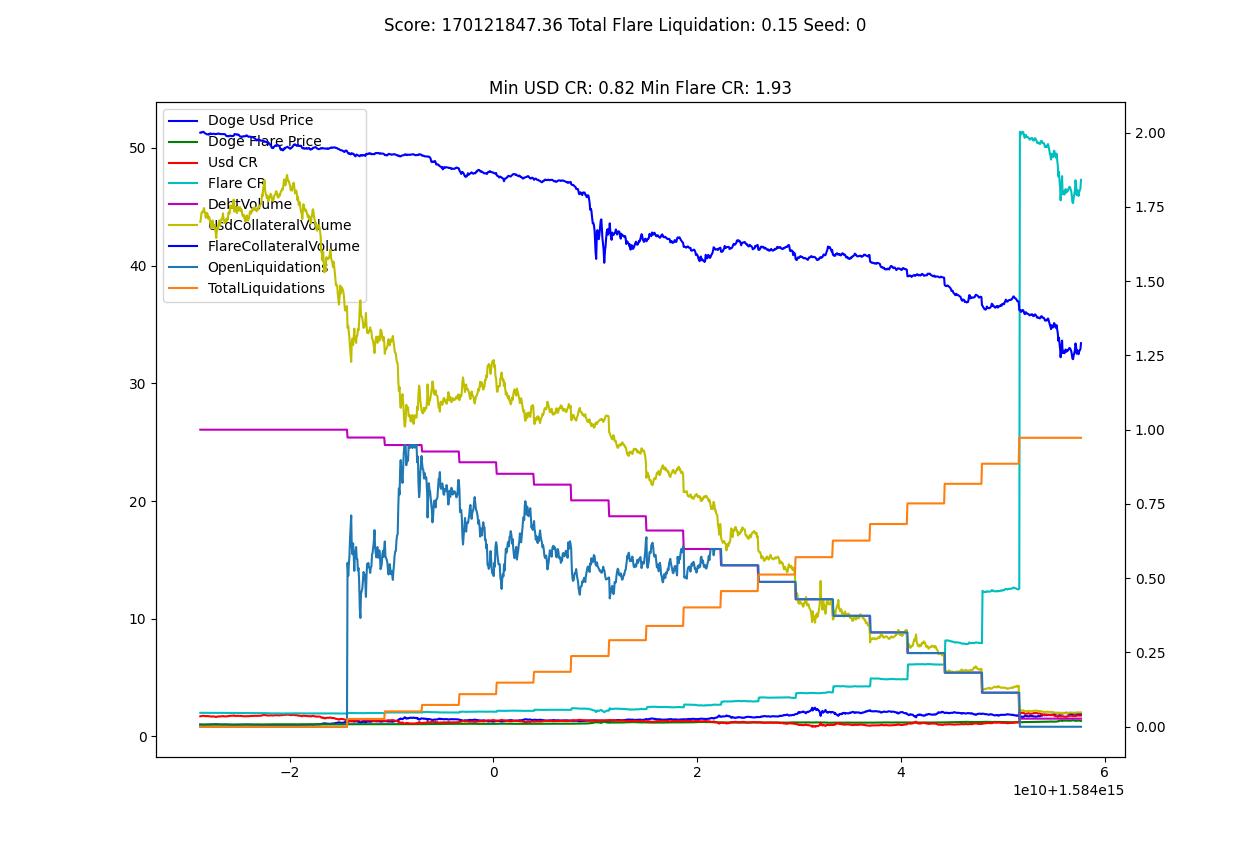 Score: 170121847.36 Total Flare Liquidation: 0.15 Seed: 0
Min USD CR: 0.82 Min Flare CR: 1.93
Doge Usd Price
Doge Flare Price
Usd CR
Flare CR
DebtVolume
UsdCollateralVolume
FlareCollateralVolume
OpenLiquidations
TotalLiquidations
50
40
30
20
10
0
2.00
1.75
1.50
1.25
1.00
0.75
0.50
0.25
0.00
−2
0
2
4
6
1e10+1.584e15